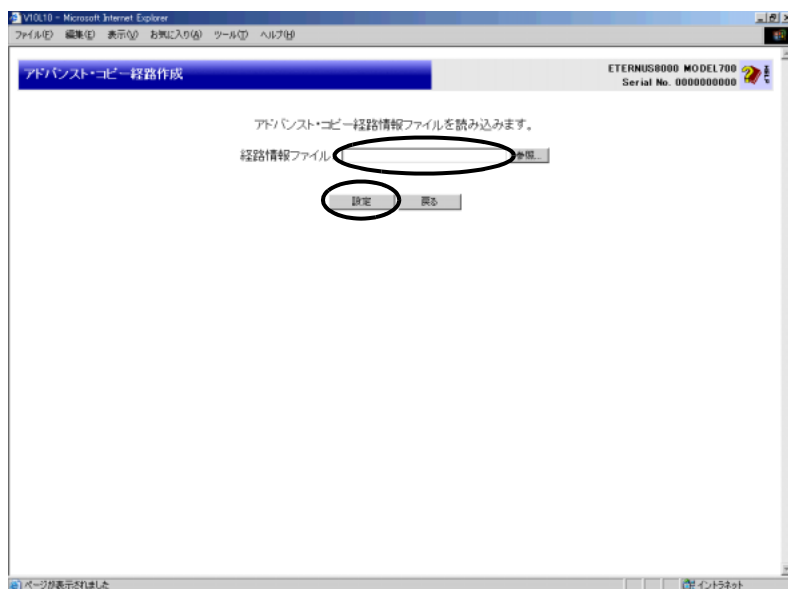 V10L10 - Microsoft Internet Explorer
ファイル(F) 編集(E) 表示(V) お気に入り(A) ツール(T) ヘルプ(H)
アドバンスト・コピー経路作成
ETERNUS8000 MODEL700
Serial No. 0000000000
HELP
アドバンスト・コピー経路情報ファイルを読み込みます。
経路情報ファイル
参照...
設定 戻る
ページが表示されました
イントラネット